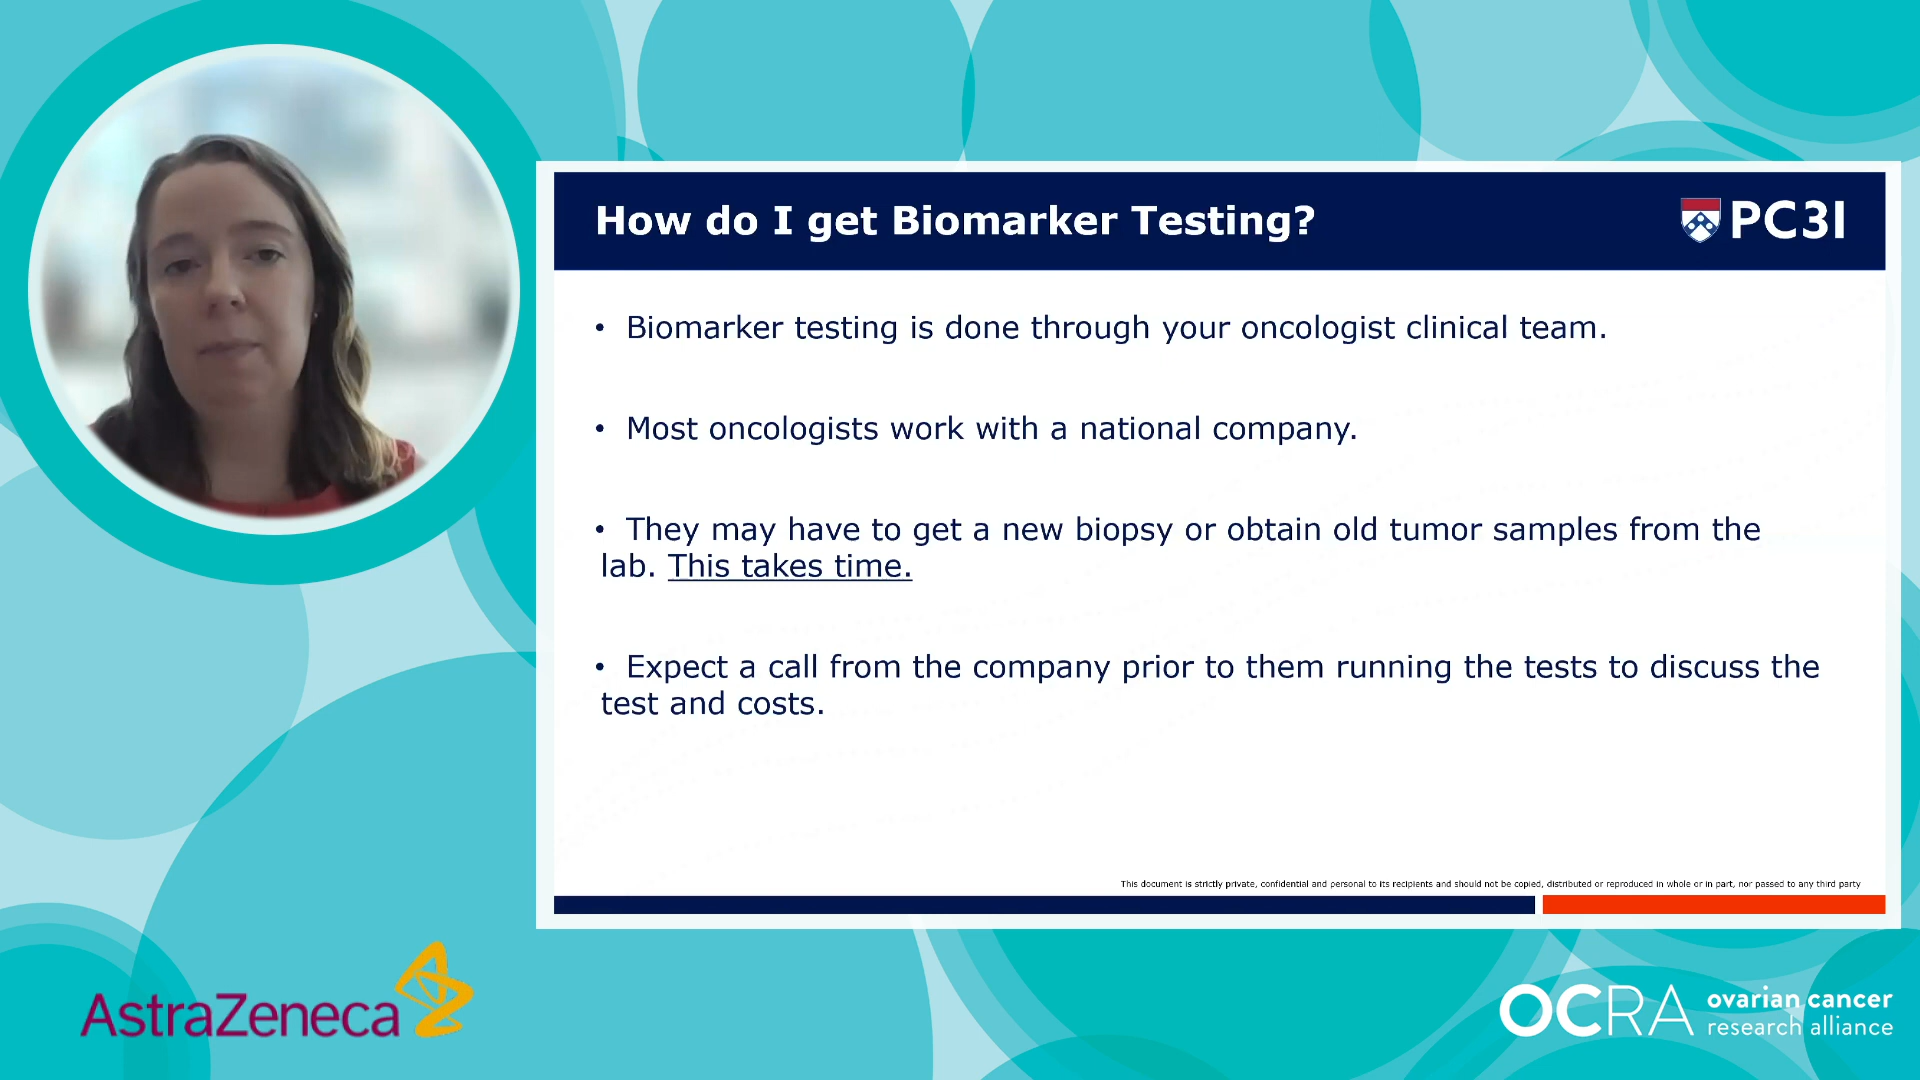 How do I get Biomarker Testing?
PC3I
• Biomarker testing is done through your oncologist clinical team.
• Most oncologists work with a national company.
• They may have to get a new biopsy or obtain old tumor samples from the
lab. This takes time.
• Expect a call from the company prior to them running the tests to discuss the
test and costs.
This document is strictly private, confidential and personal to its recipients and should not be copied, distributed or reproduced in whole or in part, nor passed to any third party
AstraZeneca
OCRA ovarian cancer
research alliance